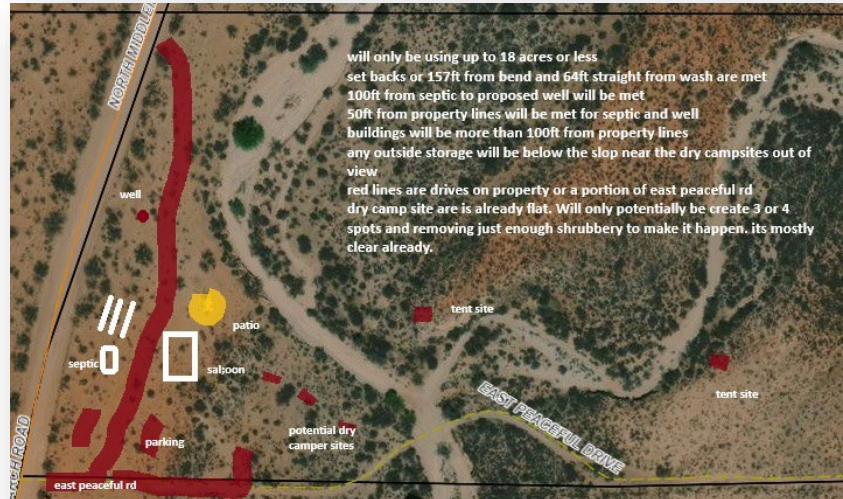 NORTH MIDDLE
will only be using up to 18 acres or less
set backs or 157ft from bend and 64ft straight from wash are met
100ft from septic to proposed well will be met
50ft from property lines will be met for septic and well
buildings will be more than 100ft from property lines
any outside storage will be below the slop near the dry campsites out of
view
red lines are drives on property or a portion of east peaceful rd
dry camp site are is already flat. Will only potentially be create 3 or 4
spots and removing just enough shrubbery to make it happen. its mostly
clear already.
well
tent site
patio
septic
sal;oon
tent site
EAST PEACEFUL DRIVE
parking
potential dry
camper sites
ACH ROAD
east peaceful rd